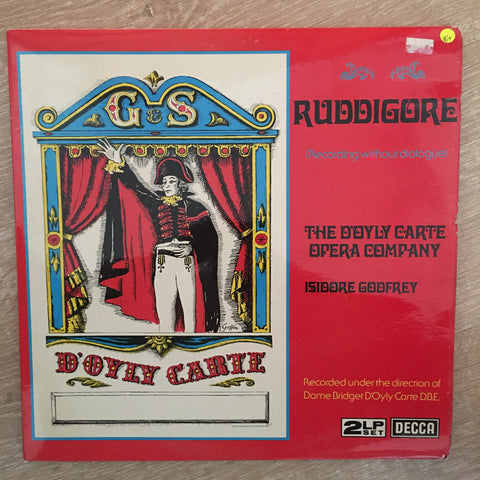 G & S
D'OYLY CARTE
RUDDIGORE
(Recording without dialogue)
THE D'OYLY CARTE
OPERA COMPANY
ISIDORE GODFREY
Recorded under the direction of
Dame Bridget D'Oyly Carte D.B.E.
2LP
SET
DECCA